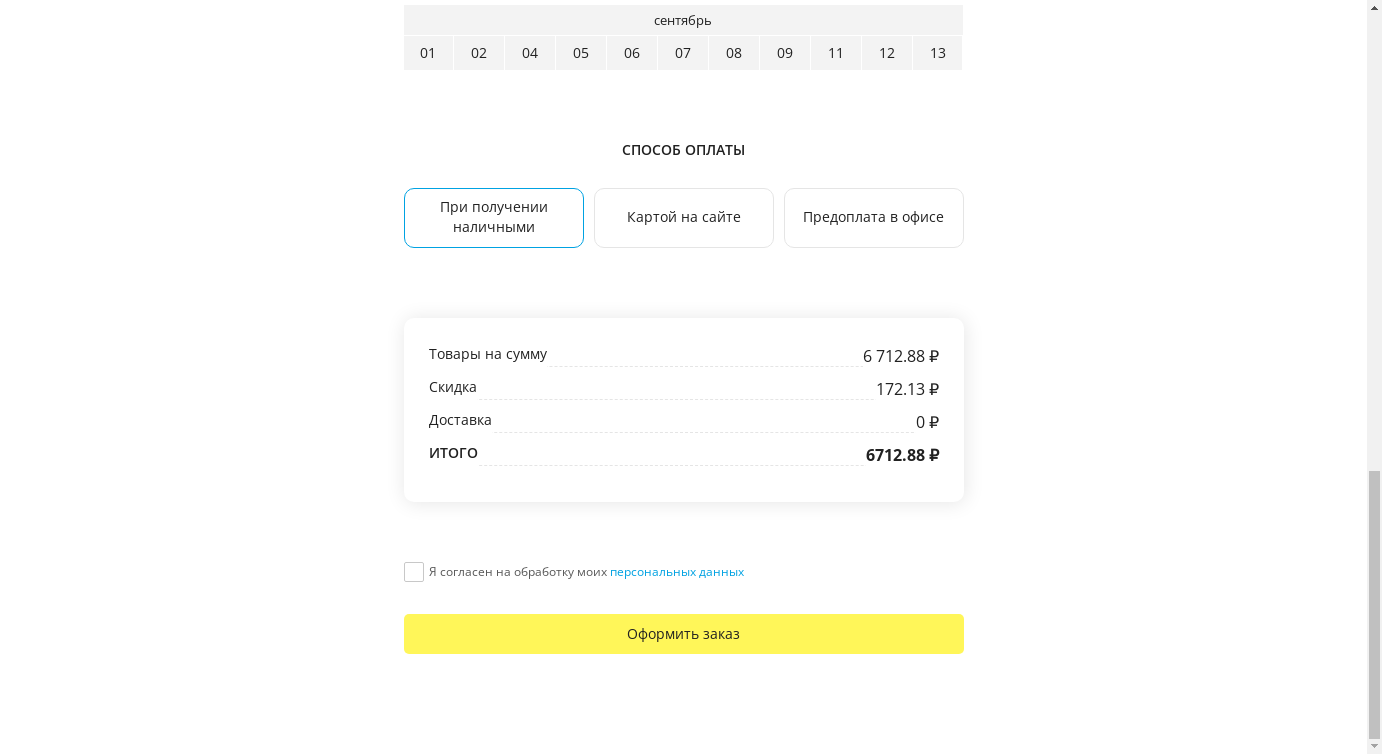 сентябрь
01 02 04 05 06 07 08 09 11 12 13
СПОСОБ ОПЛАТЫ
При получении
наличными
Картой на сайте
Предоплата в офисе
Товары на сумму 6 712.88 ₽
Скидка 172.13 ₽
Доставка 0 ₽
ИТОГО 6712.88 ₽
Я согласен на обработку моих персональных данных
Оформить заказ